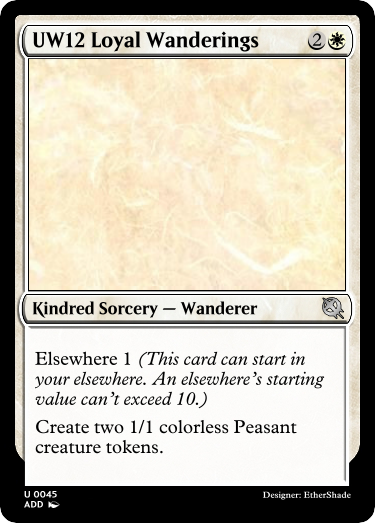 UW12 Loyal Wanderings 2
Kindred Sorcery — Wanderer
Elsewhere 1 (This card can start in
your elsewhere. An elsewhere's starting
value can't exceed 10.)
Create two 1/1 colorless Peasant
creature tokens.
U 0045
ADD
Designer: EtherShade